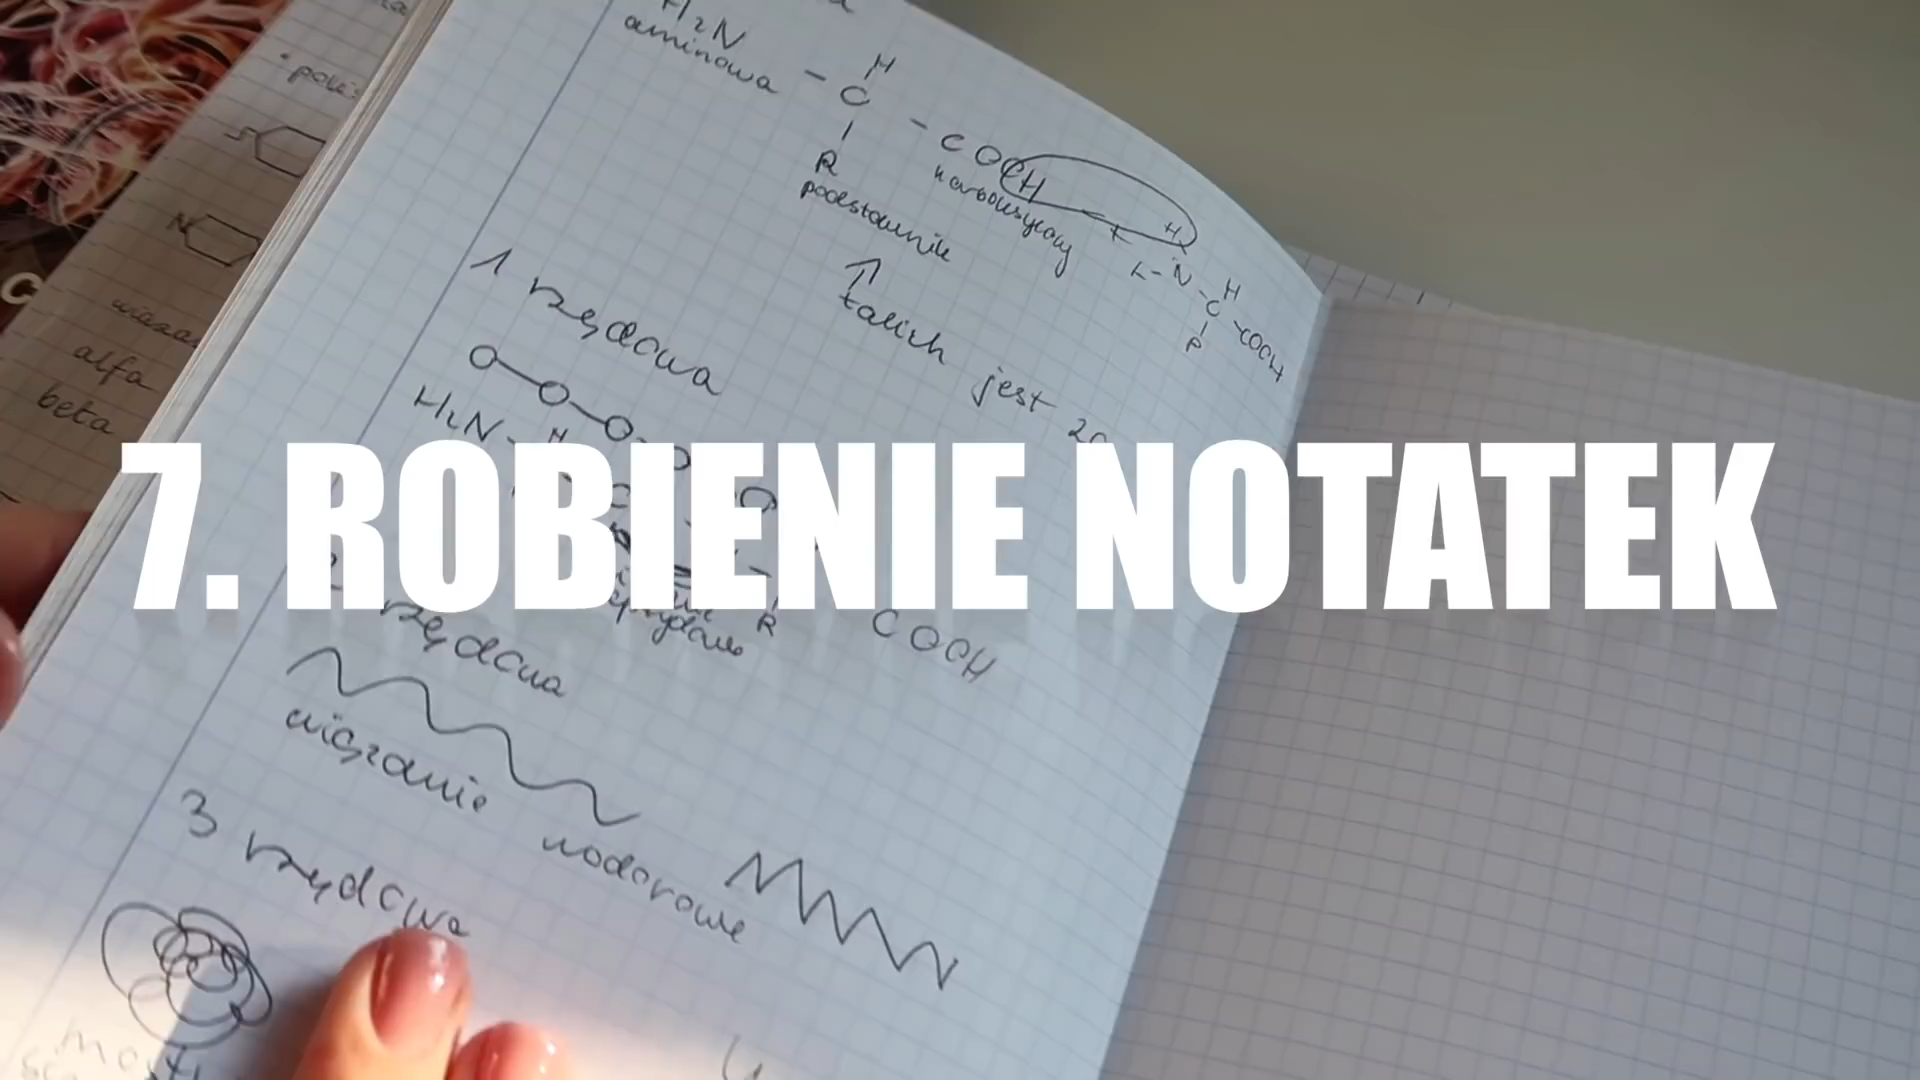 H2N
aminowa
- C
H
R
podstawnik
- COOH
karboksylowy
H
N
C
H
R
COOH
takich jest 20
1 rzędowa
H2N
H
R
COOH
7. ROBIENIE NOTATEK
2 rzędowa
wiązanie wodorowe
3 rzędowa
alfa
beta
N